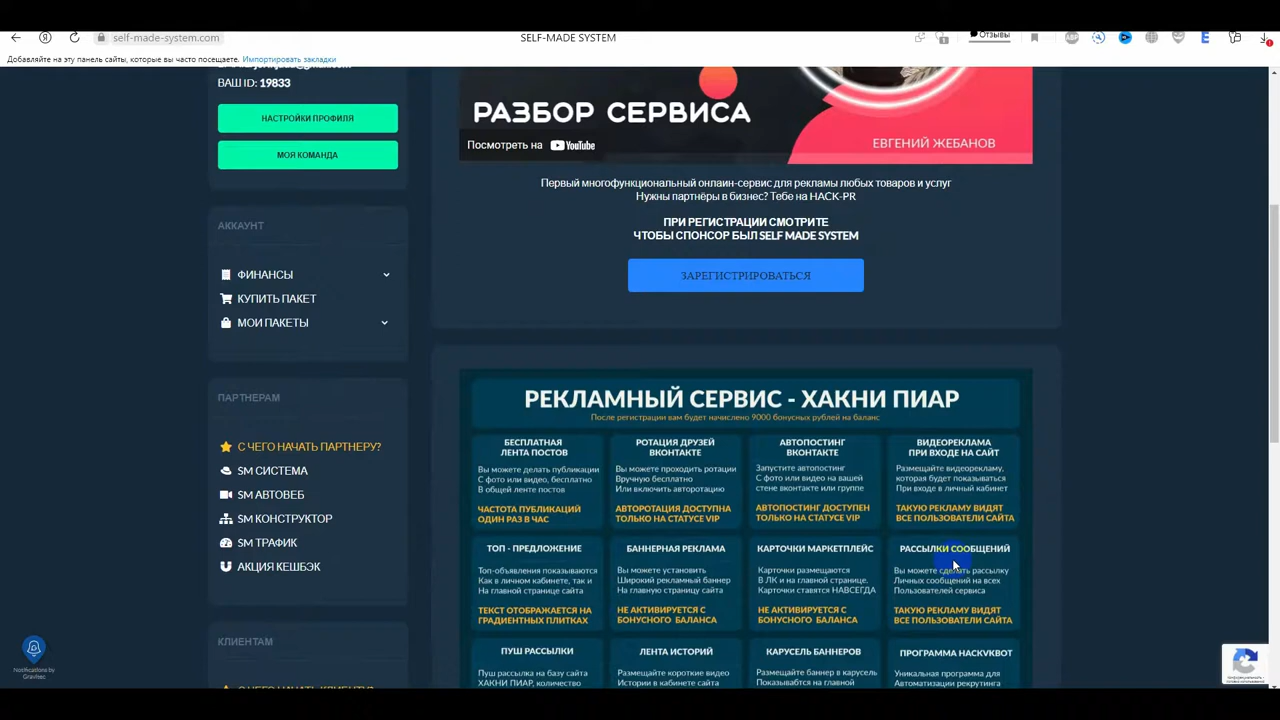 self-made-system.com
SELF-MADE SYSTEM
Отзывы
Добавляйте на эту панель сайты, которые вы часто посещаете. Импортировать закладки
ВАШ ID: 19833
НАСТРОЙКИ ПРОФИЛЯ
МОЯ КОМАНДА
АККАУНТ
ФИНАНСЫ
КУПИТЬ ПАКЕТ
МОИ ПАКЕТЫ
ПАРТНЕРАМ
С ЧЕГО НАЧАТЬ ПАРТНЕРУ?
SM СИСТЕМА
SM АВТОВЕБ
SM КОНСТРУКТОР
SM ТРАФИК
АКЦИЯ КЕШБЭК
КЛИЕНТАМ
Notifications by
Gravitec
РАЗБОР СЕРВИСА
Посмотреть на YouTube
ЕВГЕНИЙ ЖЕБАНОВ
Первый многофункциональный онлайн-сервис для рекламы любых товаров и услуг
Нужны партнёры в бизнес? Тебе на HACK-PR
ПРИ РЕГИСТРАЦИИ СМОТРИТЕ
ЧТОБЫ СПОНСОР БЫЛ SELF MADE SYSTEM
ЗАРЕГИСТРИРОВАТЬСЯ
РЕКЛАМНЫЙ СЕРВИС - ХАКНИ ПИАР
После регистрации вам будет начислено 9000 бонусных рублей на баланс
БЕСПЛАТНАЯ
ЛЕНТА ПОСТОВ
Вы можете делать публикации
С фото или видео, бесплатно
В общей ленте постов
ЧАСТОТА ПУБЛИКАЦИЙ
ОДИН РАЗ В ЧАС
РОТАЦИЯ ДРУЗЕЙ
ВКОНТАКТЕ
Вы можете проходить ротации
Вручную бесплатно
Или включить авторотацию
АВТОРОТАЦИЯ ДОСТУПНА
ТОЛЬКО НА СТАТУСЕ VIP
АВТОПОСТИНГ
ВКОНТАКТЕ
Запустите автопостинг
С фото или видео на вашей
стене вконтакте или группе
АВТОПОСТИНГ ДОСТУПЕН
ТОЛЬКО НА СТАТУСЕ VIP
ВИДЕОРЕКЛАМА
ПРИ ВХОДЕ НА САЙТ
Размещайте видеорекламу,
которая будет показываться
При входе в личный кабинет
ТАКУЮ РЕКЛАМУ ВИДЯТ
ВСЕ ПОЛЬЗОВАТЕЛИ САЙТА
ТОП - ПРЕДЛОЖЕНИЕ
Топ-объявления показываются
Как в личном кабинете, так и
На главной странице сайта
ТЕКСТ ОТОБРАЖАЕТСЯ НА
ГРАДИЕНТНЫХ ПЛИТКАХ
БАННЕРНАЯ РЕКЛАМА
Вы можете установить
Широкий рекламный баннер
На главную страницу сайта
НЕ АКТИВИРУЕТСЯ С
БОНУСНОГО БАЛАНСА
КАРТОЧКИ МАРКЕТПЛЕЙС
Карточки размещаются
В ЛК и на главной странице.
Карточки ставятся НАВСЕГДА
НЕ АКТИВИРУЕТСЯ С
БОНУСНОГО БАЛАНСА
РАССЫЛКИ СООБЩЕНИЙ
Вы можете сделать рассылку
Личных сообщений на всех
Пользователей сервиса
ТАКУЮ РЕКЛАМУ ВИДЯТ
ВСЕ ПОЛЬЗОВАТЕЛИ САЙТА
ПУШ РАССЫЛКИ
Пуш рассылка на базу сайта
ХАКНИ ПИАР, количество
ЛЕНТА ИСТОРИЙ
Размещайте короткие видео
Истории в кабинете сайта
КАРУСЕЛЬ БАННЕРОВ
Размещайте баннер в карусель
Показывабтся на главной
ПРОГРАММА HACKVKBOT
Уникальная программа для
Автоматизации рекрутинга